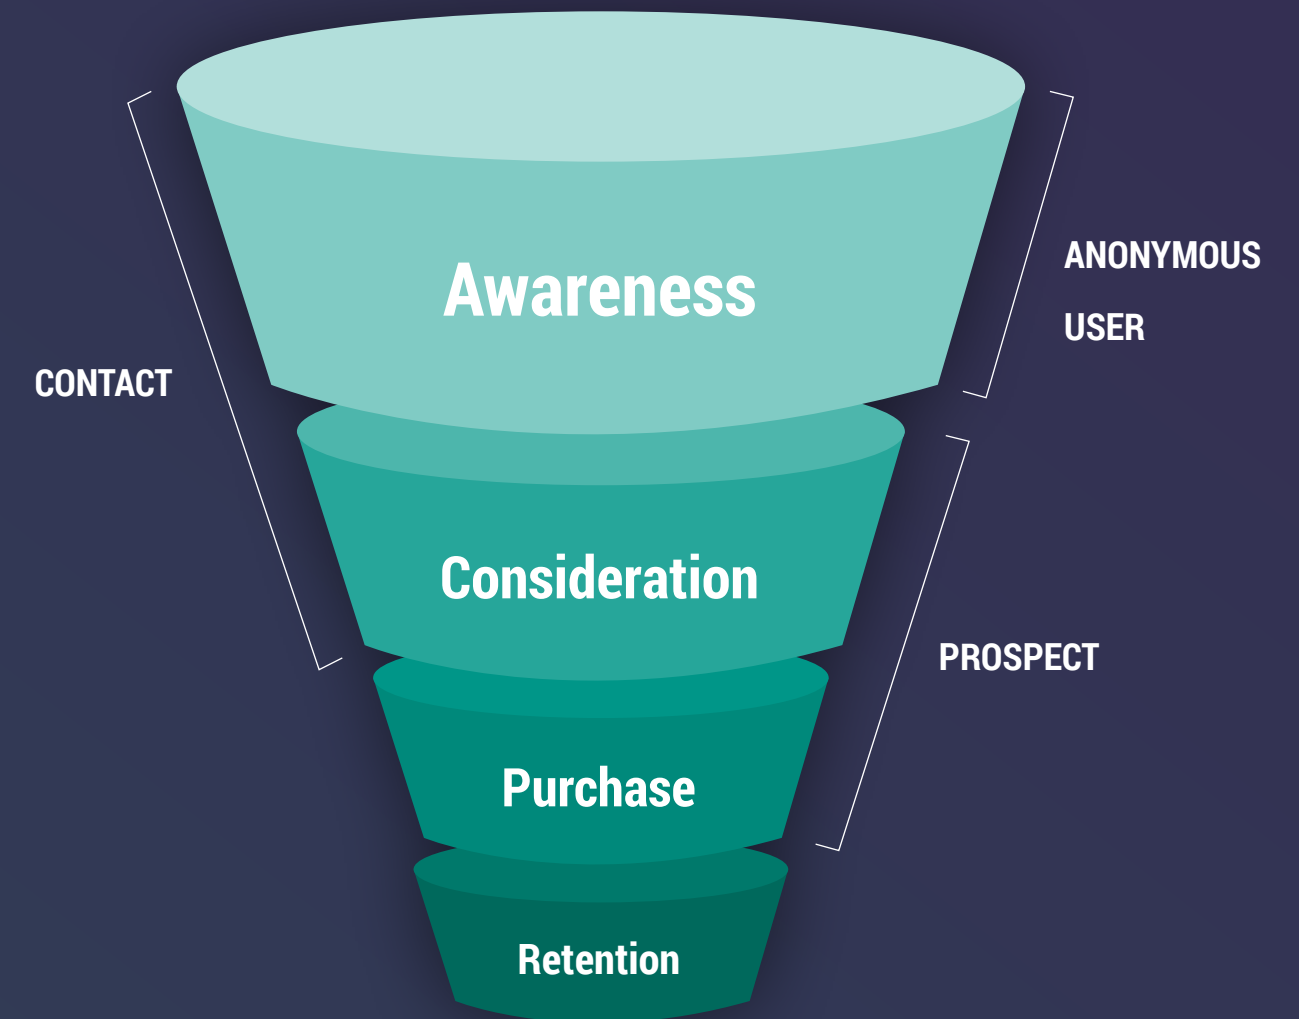 Awareness
ANONYMOUS
USER
CONTACT
Consideration
PROSPECT
Purchase
Retention